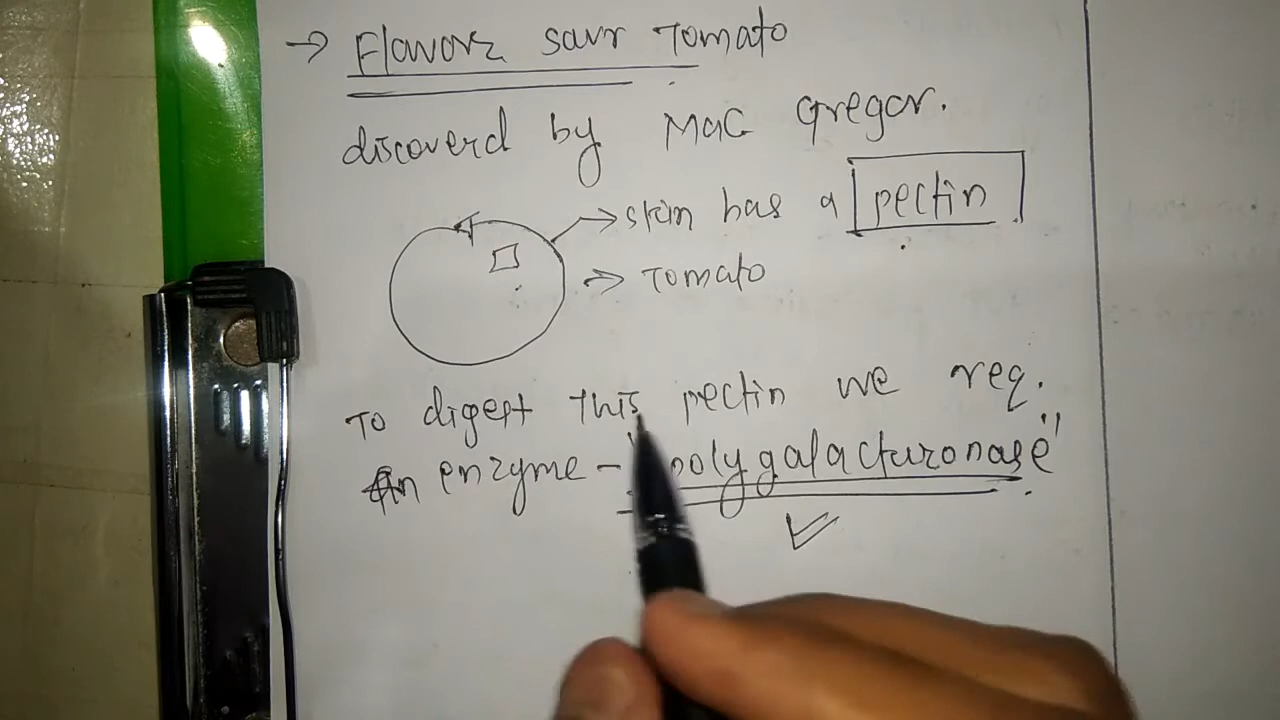 → Flavorr savr Tomato
discoverd by Mac Gregor.
→ skin has a pectin
→ Tomato
To digest this pectin we req.
An enzyme - "polygalacturonase"